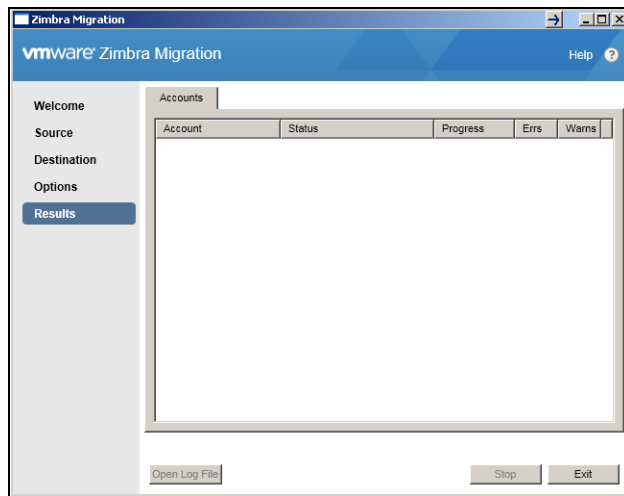 Zimbra Migration
vmware® Zimbra Migration
Help ?
Welcome
Source
Destination
Options
Results
Accounts
Account Status Progress Errs Warns
Open Log File Stop Exit